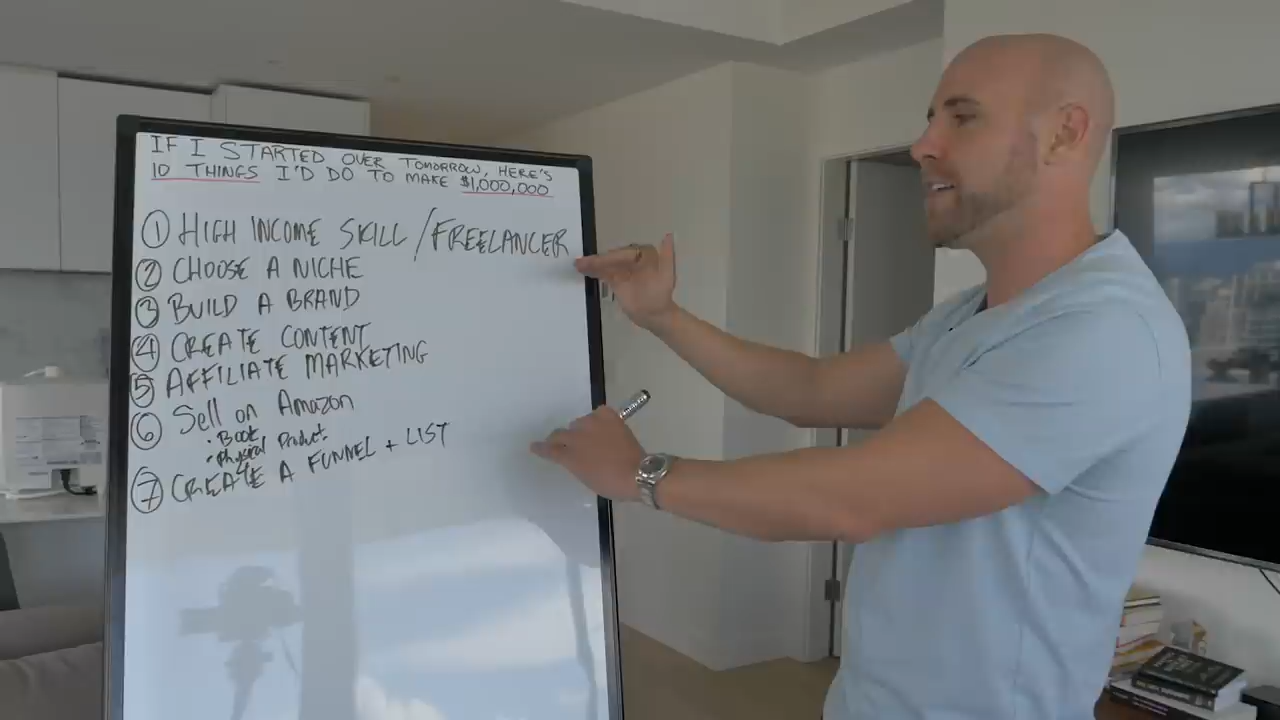 IF I STARTED OVER TOMORROW, HERE'S
10 THINGS I'D DO TO MAKE $1,000,000
① HIGH INCOME SKILL/FREELANCER
② CHOOSE A NICHE
③ BUILD A BRAND
④ CREATE CONTENT
⑤ AFFILIATE MARKETING
⑥ Sell on Amazon
• Book
• Physical Product
⑦ CREATE A FUNNEL + LIST